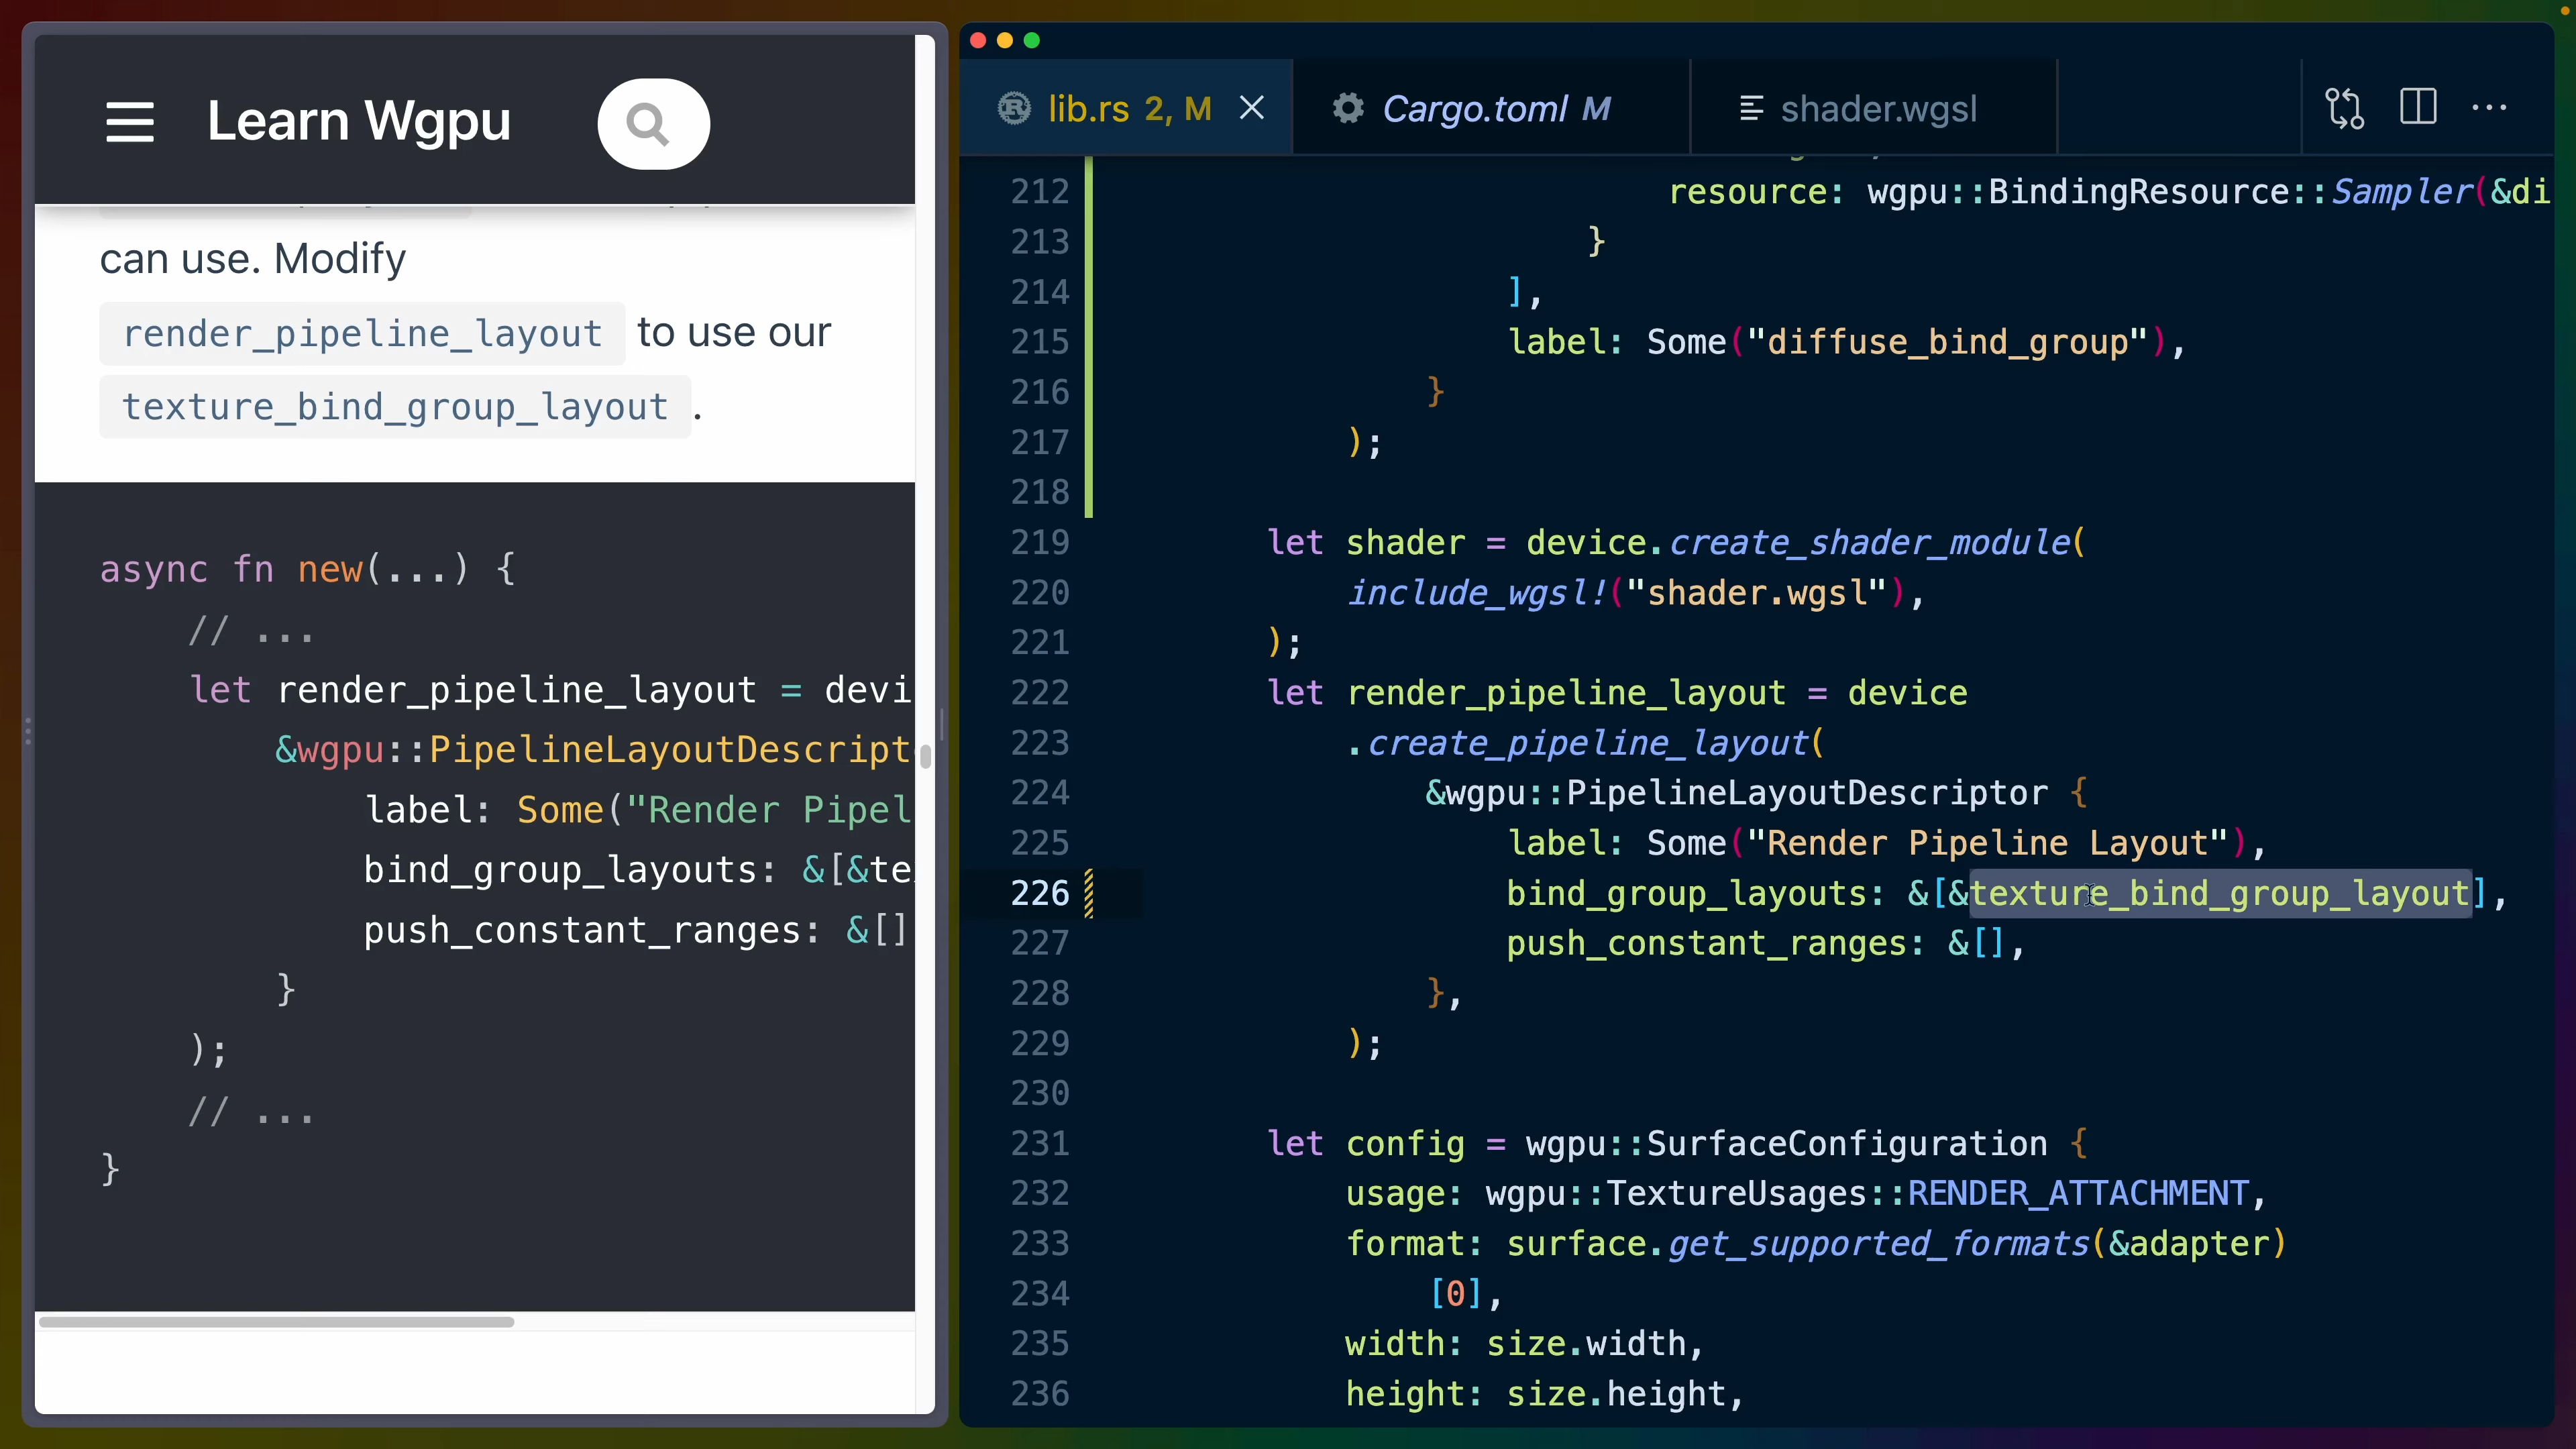 Learn Wgpu
can use. Modify
render_pipeline_layout to use our
texture_bind_group_layout .
async fn new(...) {
// ...
let render_pipeline_layout = devi
&wgpu::PipelineLayoutDescript
label: Some("Render Pipel
bind_group_layouts: &[&te
push_constant_ranges: &[]
}
);
// ...
}
lib.rs 2, M
Cargo.toml M
shader.wgsl
212 resource: wgpu::BindingResource::Sampler(&di
213 }
214 ],
215 label: Some("diffuse_bind_group"),
216 }
217 );
218
219 let shader = device.create_shader_module(
220 include_wgsl!("shader.wgsl"),
221 );
222 let render_pipeline_layout = device
223 .create_pipeline_layout(
224 &wgpu::PipelineLayoutDescriptor {
225 label: Some("Render Pipeline Layout"),
226 bind_group_layouts: &[&texture_bind_group_layout],
227 push_constant_ranges: &[],
228 },
229 );
230
231 let config = wgpu::SurfaceConfiguration {
232 usage: wgpu::TextureUsages::RENDER_ATTACHMENT,
233 format: surface.get_supported_formats(&adapter)
234 [0],
235 width: size.width,
236 height: size.height,